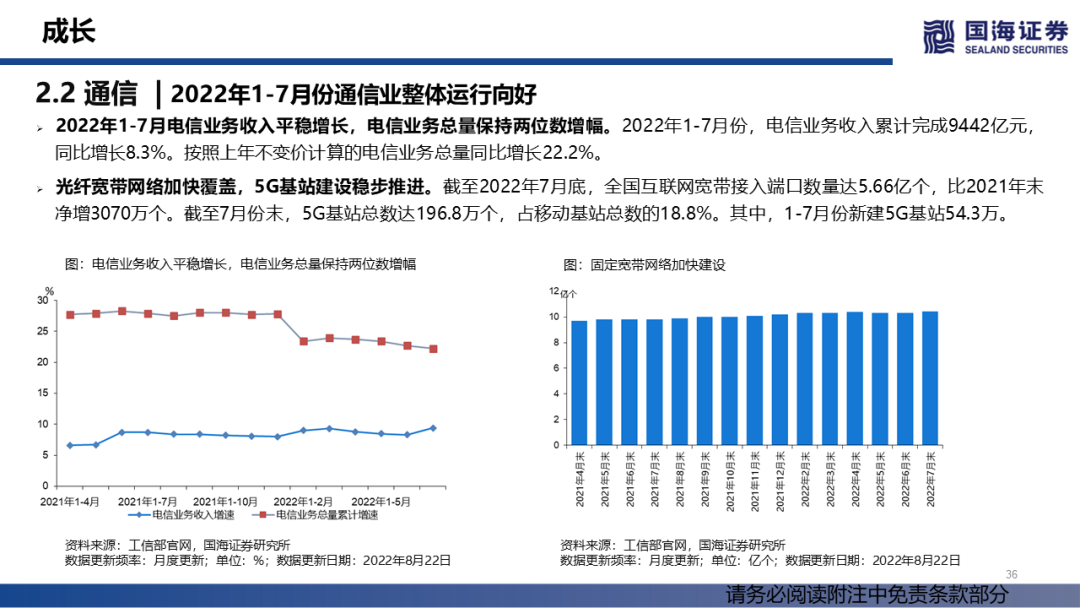 成长
国海证券
SEALAND SECURITIES
2.2 通信 | 2022年1-7月份通信业整体运行向好
➢ 2022年1-7月电信业务收入平稳增长，电信业务总量保持两位数增幅。2022年1-7月份，电信业务收入累计完成9442亿元，
同比增长8.3%。按照上年不变价计算的电信业务总量同比增长22.2%。
➢ 光纤宽带网络加快覆盖，5G基站建设稳步推进。截至2022年7月底，全国互联网宽带接入端口数量达5.66亿个，比2021年末
净增3070万个。截至7月份末，5G基站总数达196.8万个，占移动基站总数的18.8%。其中，1-7月份新建5G基站54.3万。
图：电信业务收入平稳增长，电信业务总量保持两位数增幅
%
30
25
20
15
10
5
0
2021年1-4月 2021年1-7月 2021年1-10月 2022年1-2月 2022年1-5月
电信业务收入增速 电信业务总量累计增速
资料来源：工信部官网，国海证券研究所
数据更新频率：月度更新；单位：%；数据更新日期：2022年8月22日
图：固定宽带网络加快建设
亿个
12
10
8
6
4
2
0
2021年4月末
2021年5月末
2021年6月末
2021年7月末
2021年8月末
2021年9月末
2021年10月末
2021年11月末
2021年12月末
2022年2月末
2022年3月末
2022年4月末
2022年5月末
2022年6月末
2022年7月末
资料来源：工信部官网，国海证券研究所
数据更新频率：月度更新；单位：亿个；数据更新日期：2022年8月22日
36
请务必阅读附注中免责条款部分